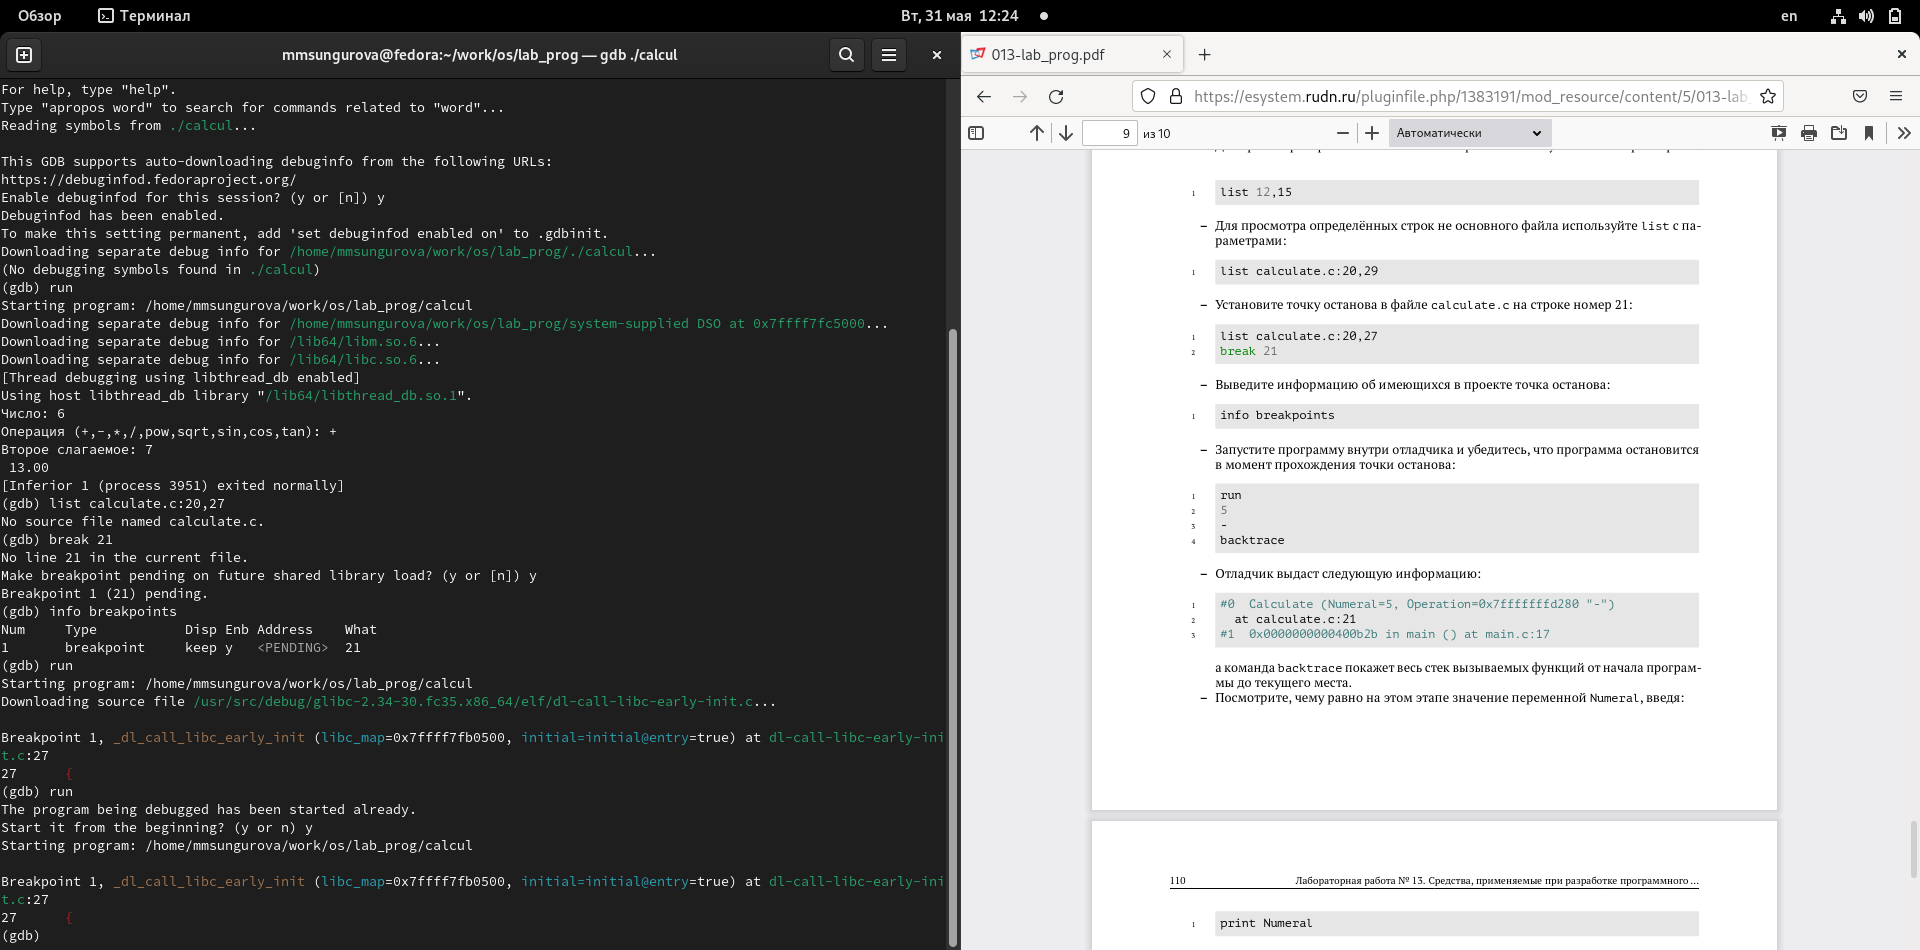 Обзор
Терминал
Вт, 31 мая 12:24
en
mmsungurova@fedora:~/work/os/lab_prog — gdb ./calcul
For help, type "help".
Type "apropos word" to search for commands related to "word"...
Reading symbols from ./calcul...
This GDB supports auto-downloading debuginfo from the following URLs:
https://debuginfod.fedoraproject.org/
Enable debuginfod for this session? (y or [n]) y
Debuginfod has been enabled.
To make this setting permanent, add 'set debuginfod enabled on' to .gdbinit.
Downloading separate debug info for /home/mmsungurova/work/os/lab_prog/./calcul...
(No debugging symbols found in ./calcul)
(gdb) run
Starting program: /home/mmsungurova/work/os/lab_prog/calcul
Downloading separate debug info for /home/mmsungurova/work/os/lab_prog/system-supplied DSO at 0x7ffff7fc5000...
Downloading separate debug info for /lib64/libm.so.6...
Downloading separate debug info for /lib64/libc.so.6...
[Thread debugging using libthread_db enabled]
Using host libthread_db library "/lib64/libthread_db.so.1".
Число: 6
Операция (+,-,*,/,pow,sqrt,sin,cos,tan): +
Второе слагаемое: 7
13.00
[Inferior 1 (process 3951) exited normally]
(gdb) list calculate.c:20,27
No source file named calculate.c.
(gdb) break 21
No line 21 in the current file.
Make breakpoint pending on future shared library load? (y or [n]) y
Breakpoint 1 (21) pending.
(gdb) info breakpoints
Num Type Disp Enb Address What
1 breakpoint keep y <PENDING> 21
(gdb) run
Starting program: /home/mmsungurova/work/os/lab_prog/calcul
Downloading source file /usr/src/debug/glibc-2.34-30.fc35.x86_64/elf/dl-call-libc-early-init.c...
Breakpoint 1, _dl_call_libc_early_init (libc_map=0x7ffff7fb0500, initial=initial@entry=true) at dl-call-libc-early-ini
t.c:27
27 {
(gdb) run
The program being debugged has been started already.
Start it from the beginning? (y or n) y
Starting program: /home/mmsungurova/work/os/lab_prog/calcul
Breakpoint 1, _dl_call_libc_early_init (libc_map=0x7ffff7fb0500, initial=initial@entry=true) at dl-call-libc-early-ini
t.c:27
27 {
(gdb)
013-lab_prog.pdf
https://esystem.rudn.ru/pluginfile.php/1383191/mod_resource/content/5/013-lab_
9 из 10
Автоматически
1 list 12,15
– Для просмотра определённых строк не основного файла используйте list с па-
раметрами:
1 list calculate.c:20,29
– Установите точку останова в файле calculate.c на строке номер 21:
1 list calculate.c:20,27
2 break 21
– Выведите информацию об имеющихся в проекте точка останова:
1 info breakpoints
– Запустите программу внутри отладчика и убедитесь, что программа остановится
в момент прохождения точки останова:
1 run
2 5
3 -
4 backtrace
– Отладчик выдаст следующую информацию:
1 #0 Calculate (Numeral=5, Operation=0x7fffffffd280 "-")
2 at calculate.c:21
3 #1 0x0000000000400b2b in main () at main.c:17
а команда backtrace покажет весь стек вызываемых функций от начала програм-
мы до текущего места.
– Посмотрите, чему равно на этом этапе значение переменной Numeral, введя:
110 Лабораторная работа № 13. Средства, применяемые при разработке программного ...
1 print Numeral